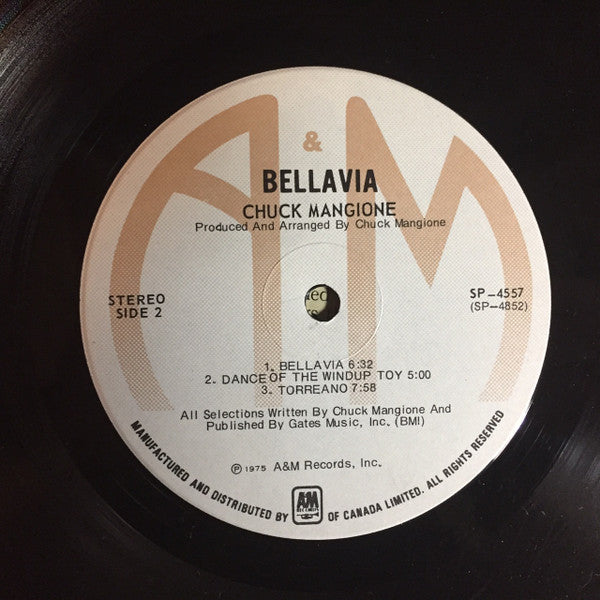 A&M
BELLAVIA
CHUCK MANGIONE
Produced And Arranged By Chuck Mangione
STEREO
SIDE 2
SP-4557
(SP-4852)
1. BELLAVIA 6:32
2. DANCE OF THE WINDUP TOY 5:00
3. TORREANO 7:58
All Selections Written By Chuck Mangione And
Published By Gates Music, Inc. (BMI)
℗ 1975 A&M Records, Inc.
MANUFACTURED AND DISTRIBUTED BY A&M RECORDS OF CANADA LIMITED. ALL RIGHTS RESERVED